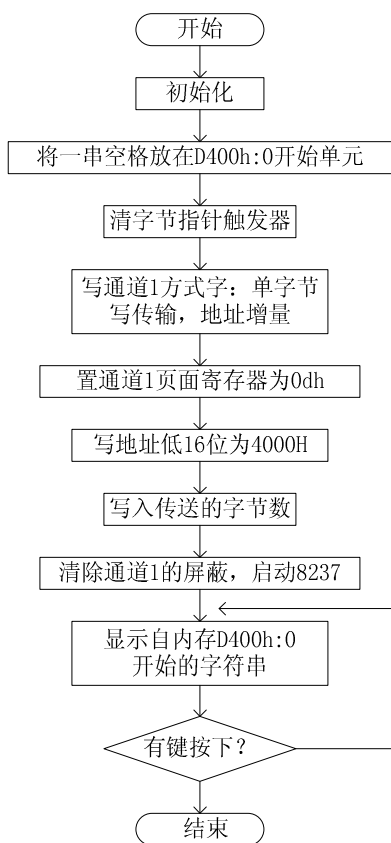 开始
初始化
将一串空格放在D400h:0开始单元
清字节指针触发器
写通道1方式字：单字节
写传输，地址增量
置通道1页面寄存器为0dh
写地址低16位为4000H
写入传送的字节数
清除通道1的屏蔽，启动8237
显示自内存D400h:0
开始的字符串
有键按下？
结束